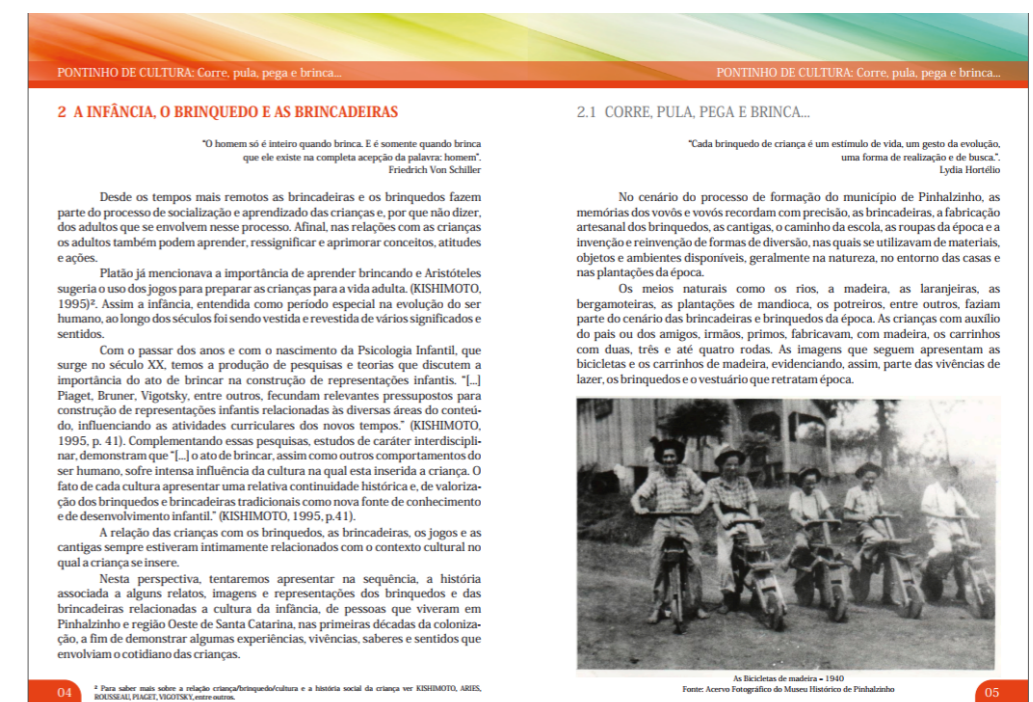 PONTINHO DE CULTURA: Corre, pula, pega e brinca...
2 A INFÂNCIA, O BRINQUEDO E AS BRINCADEIRAS
"O homem só é inteiro quando brinca. E é somente quando brinca
que ele existe na completa acepção da palavra: homem".
Friedrich Von Schiller
Desde os tempos mais remotos as brincadeiras e os brinquedos fazem
parte do processo de socialização e aprendizado das crianças e, por que não dizer,
dos adultos que se envolvem nesse processo. Afinal, nas relações com as crianças
os adultos também podem aprender, ressignificar e aprimorar conceitos, atitudes
e ações.
Platão já mencionava a importância de aprender brincando e Aristóteles
sugeria o uso dos jogos para preparar as crianças para a vida adulta. (KISHIMOTO,
1995)². Assim a infância, entendida como período especial na evolução do ser
humano, ao longo dos séculos foi sendo vestida e revestida de vários significados e
sentidos.
Com o passar dos anos e com o nascimento da Psicologia Infantil, que
surge no século XX, temos a produção de pesquisas e teorias que discutem a
importância do ato de brincar na construção de representações infantis. "[...]
Piaget, Bruner, Vigotsky, entre outros, fecundam relevantes pressupostos para
construção de representações infantis relacionadas às diversas áreas do conteú-
do, influenciando as atividades curriculares dos novos tempos." (KISHIMOTO,
1995, p. 41). Complementando essas pesquisas, estudos de caráter interdiscipli-
nar, demonstram que "[...] o ato de brincar, assim como outros comportamentos do
ser humano, sofre intensa influência da cultura na qual esta inserida a criança. O
fato de cada cultura apresentar uma relativa continuidade histórica e, de valoriza-
ção dos brinquedos e brincadeiras tradicionais como nova fonte de conhecimento
e de desenvolvimento infantil." (KISHIMOTO, 1995, p.41).
A relação das crianças com os brinquedos, as brincadeiras, os jogos e as
cantigas sempre estiveram intimamente relacionados com o contexto cultural no
qual a criança se insere.
Nesta perspectiva, tentaremos apresentar na sequência, a história
associada a alguns relatos, imagens e representações dos brinquedos e das
brincadeiras relacionadas a cultura da infância, de pessoas que viveram em
Pinhalzinho e região Oeste de Santa Catarina, nas primeiras décadas da coloniza-
ção, a fim de demonstrar algumas experiências, vivências, saberes e sentidos que
envolviam o cotidiano das crianças.
² Para saber mais sobre a relação criança/brinquedo/cultura e a história social da criança ver KISHIMOTO, ARIES,
ROUSSEAU, PIAGET, VIGOTSKY, entre outros.
04
PONTINHO DE CULTURA: Corre, pula, pega e brinca...
2.1 CORRE, PULA, PEGA E BRINCA...
"Cada brinquedo de criança é um estímulo de vida, um gesto da evolução,
uma forma de realização e de busca.".
Lydia Hortélio
No cenário do processo de formação do município de Pinhalzinho, as
memórias dos vovôs e vovós recordam com precisão, as brincadeiras, a fabricação
artesanal dos brinquedos, as cantigas, o caminho da escola, as roupas da época e a
invenção e reinvenção de formas de diversão, nas quais se utilizavam de materiais,
objetos e ambientes disponíveis, geralmente na natureza, no entorno das casas e
nas plantações da época.
Os meios naturais como os rios, a madeira, as laranjeiras, as
bergamoteiras, as plantações de mandioca, os potreiros, entre outros, faziam
parte do cenário das brincadeiras e brinquedos da época. As crianças com auxílio
do pais ou dos amigos, irmãos, primos, fabricavam, com madeira, os carrinhos
com duas, três e até quatro rodas. As imagens que seguem apresentam as
bicicletas e os carrinhos de madeira, evidenciando, assim, parte das vivências de
lazer, os brinquedos e o vestuário que retratam época.
As Bicicletas de madeira - 1940
Fonte: Acervo Fotográfico do Museu Histórico de Pinhalzinho
05